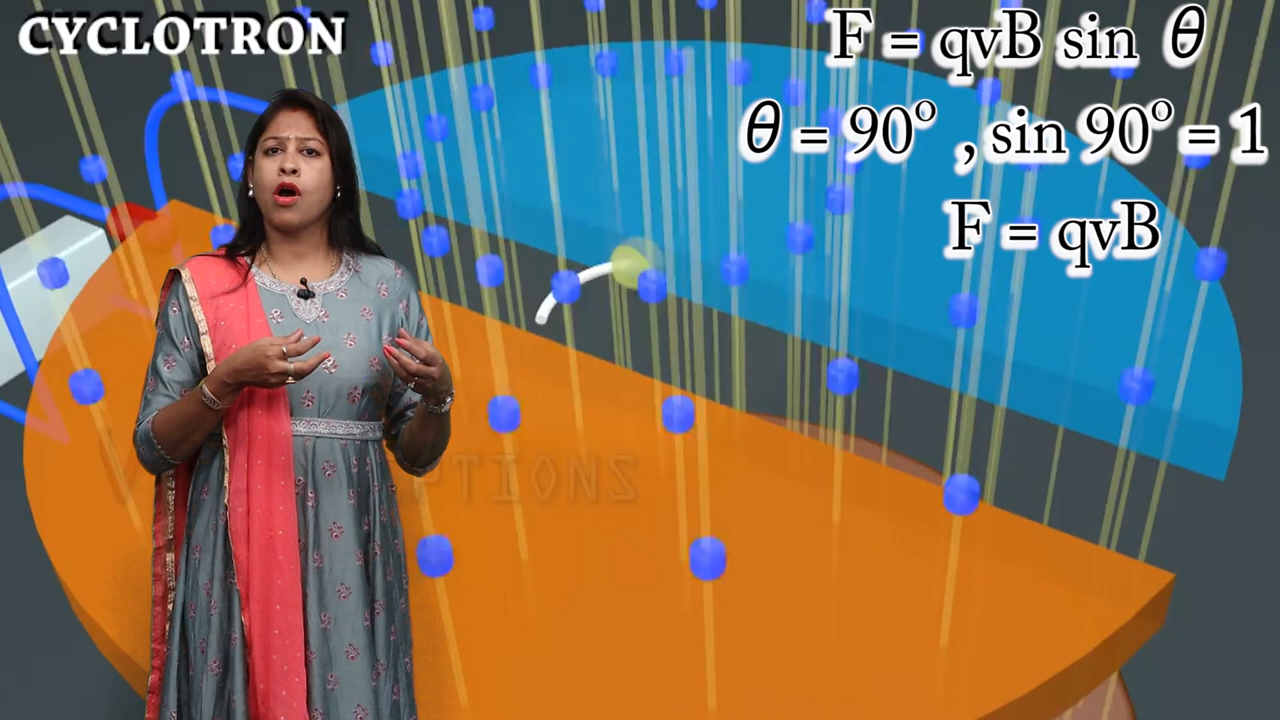 CYCLOTRON
F = qvB sin θ
θ = 90° , sin 90° = 1
F = qvB